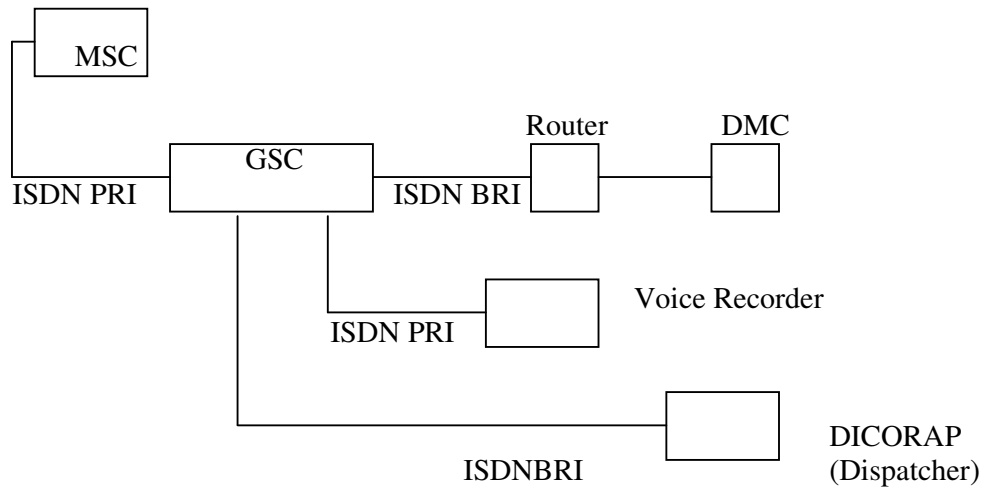 MSC
Router
DMC
GSC
ISDN PRI
ISDN BRI
Voice Recorder
ISDN PRI
DICORAP
(Dispatcher)
ISDNBRI